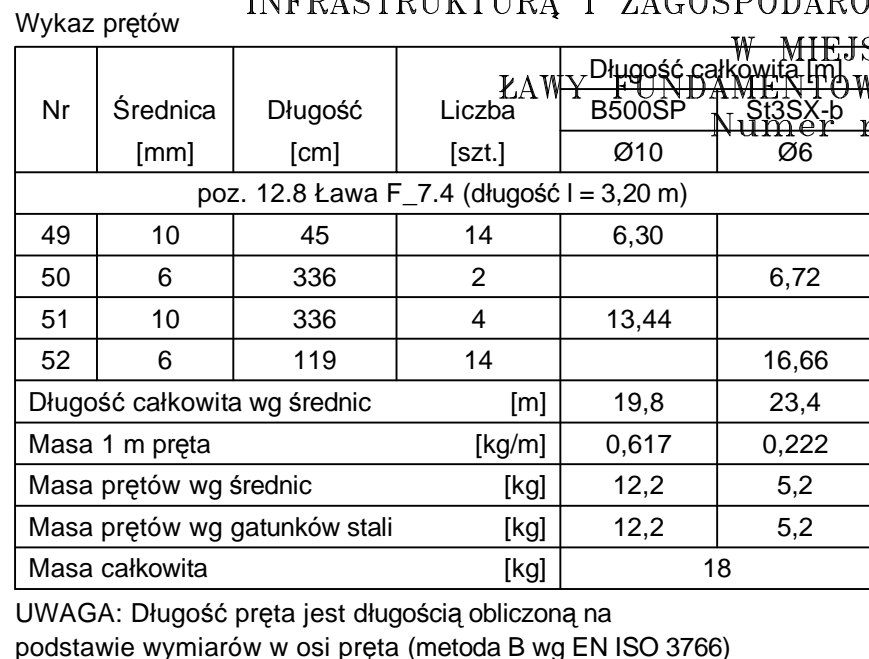 INFRASTRUKTURĄ I ZAGOSPODARO
Wykaz prętów
W MIEJS
Długość całkowita [m]
ŁAWY FUNDAMENTOW
Nr Średnica Długość Liczba B500SP St3SX-b
Numer r
[mm] [cm] [szt.] Ø10 Ø6
poz. 12.8 Ława F_7.4 (długość l = 3,20 m)
49 10 45 14 6,30
50 6 336 2 6,72
51 10 336 4 13,44
52 6 119 14 16,66
Długość całkowita wg średnic [m] 19,8 23,4
Masa 1 m pręta [kg/m] 0,617 0,222
Masa prętów wg średnic [kg] 12,2 5,2
Masa prętów wg gatunków stali [kg] 12,2 5,2
Masa całkowita [kg] 18
UWAGA: Długość pręta jest długością obliczoną na
podstawie wymiarów w osi pręta (metoda B wg EN ISO 3766)